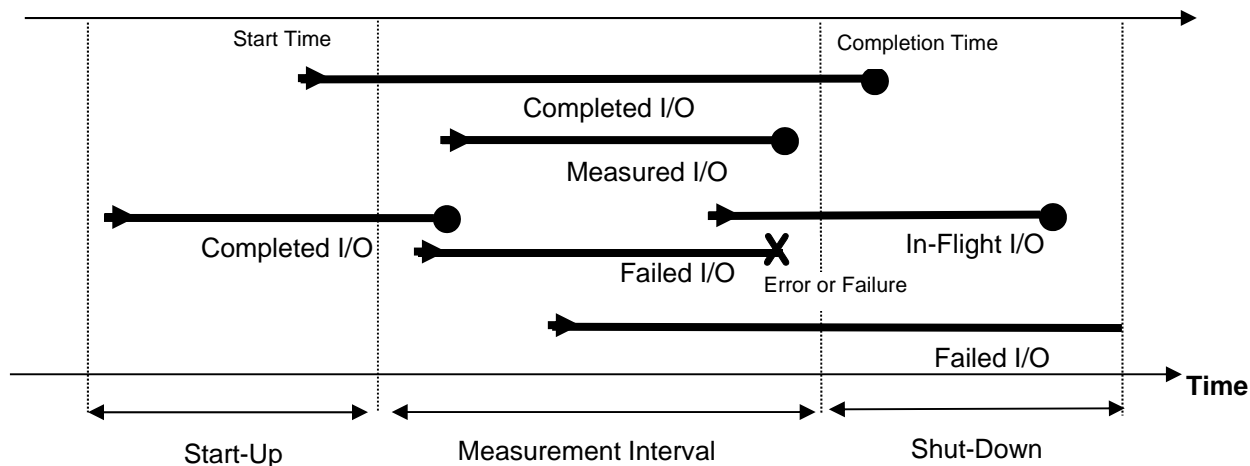 Start Time
Completion Time
Completed I/O
Measured I/O
Completed I/O
In-Flight I/O
Failed I/O
Error or Failure
Failed I/O
Time
Start-Up
Measurement Interval
Shut-Down